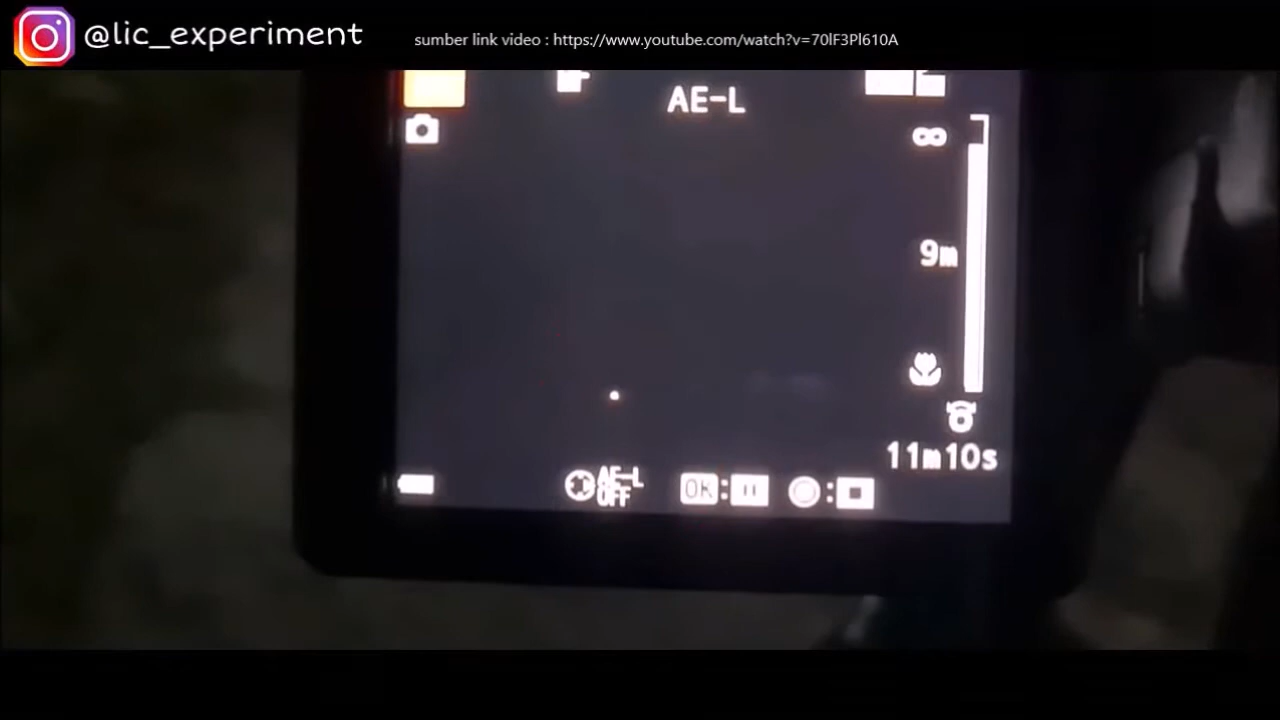 @lic_experiment
sumber link video : https://www.youtube.com/watch?v=70lF3Pl610A
AE-L
9m
11m10s
AE-L
OFF
OK